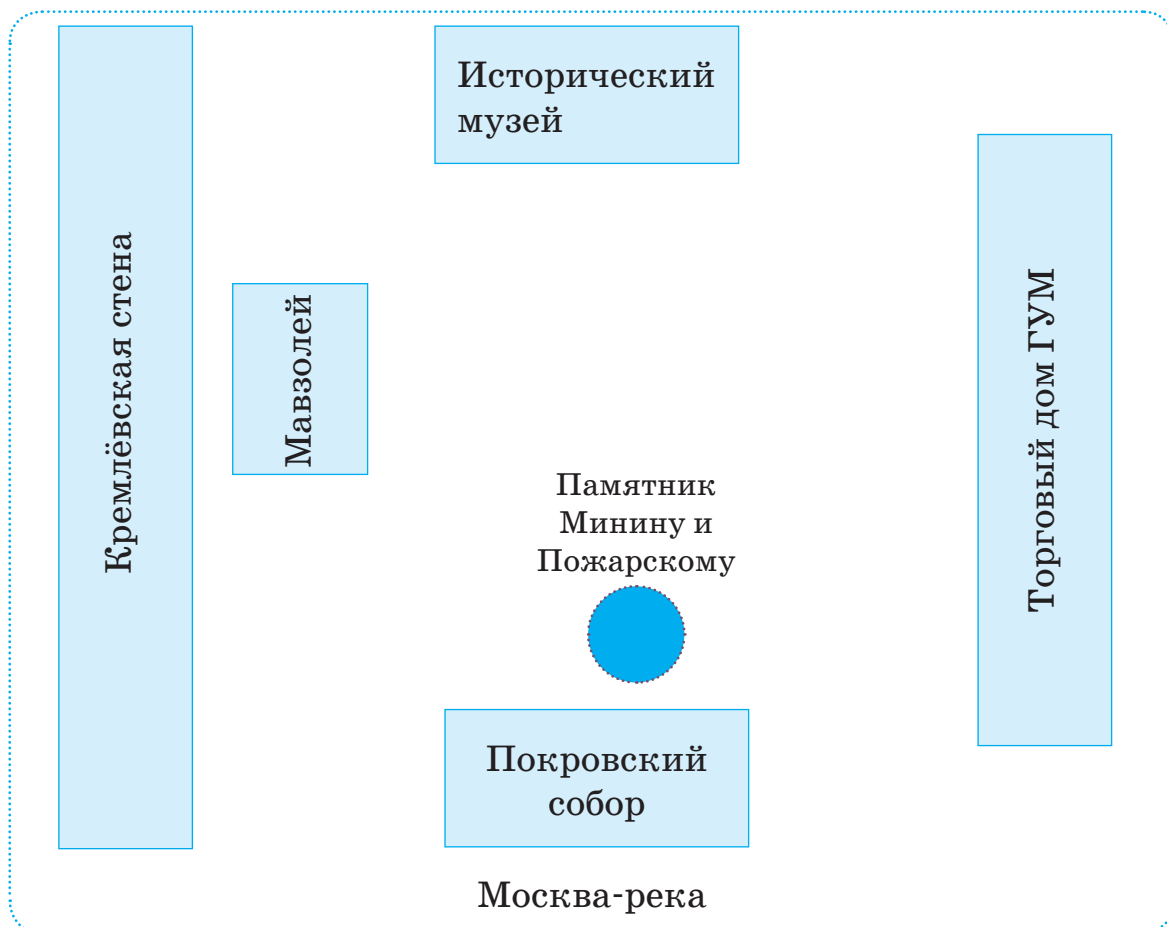 Исторический
музей
Кремлёвская стена
Мавзолей
Торговый дом ГУМ
Памятник
Минину и
Пожарскому
Покровский
собор
Москва-река